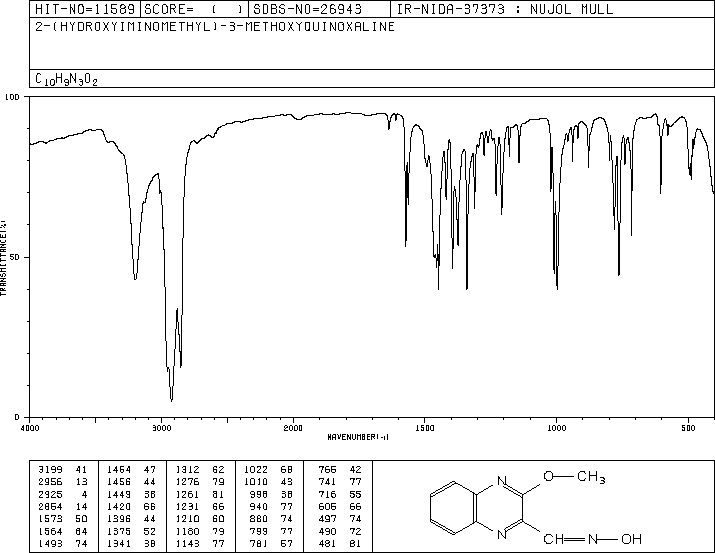 HIT-NO=11589 SCORE= ( ) SDBS-NO=26943 IR-NIDA-37373 : NUJOL MULL
2-(HYDROXYIMINOMETHYL)-3-METHOXYQUINOXALINE
C10H9N3O2
100
50
0
TRANSMITTANCE(%)
4000 3000 2000 1500 1000 500
WAVENUMBER(-1)
3199 41 1464 47 1312 62 1022 68 766 42
2956 13 1456 44 1276 79 1010 43 741 77
2925 4 1449 38 1261 81 998 38 716 55
2854 14 1420 66 1231 66 940 77 606 66
1573 50 1396 44 1210 60 880 74 497 74
1564 64 1375 52 1180 79 799 77 490 72
1493 74 1341 38 1143 77 781 57 481 81
N
O
CH3
N
CH
N
OH